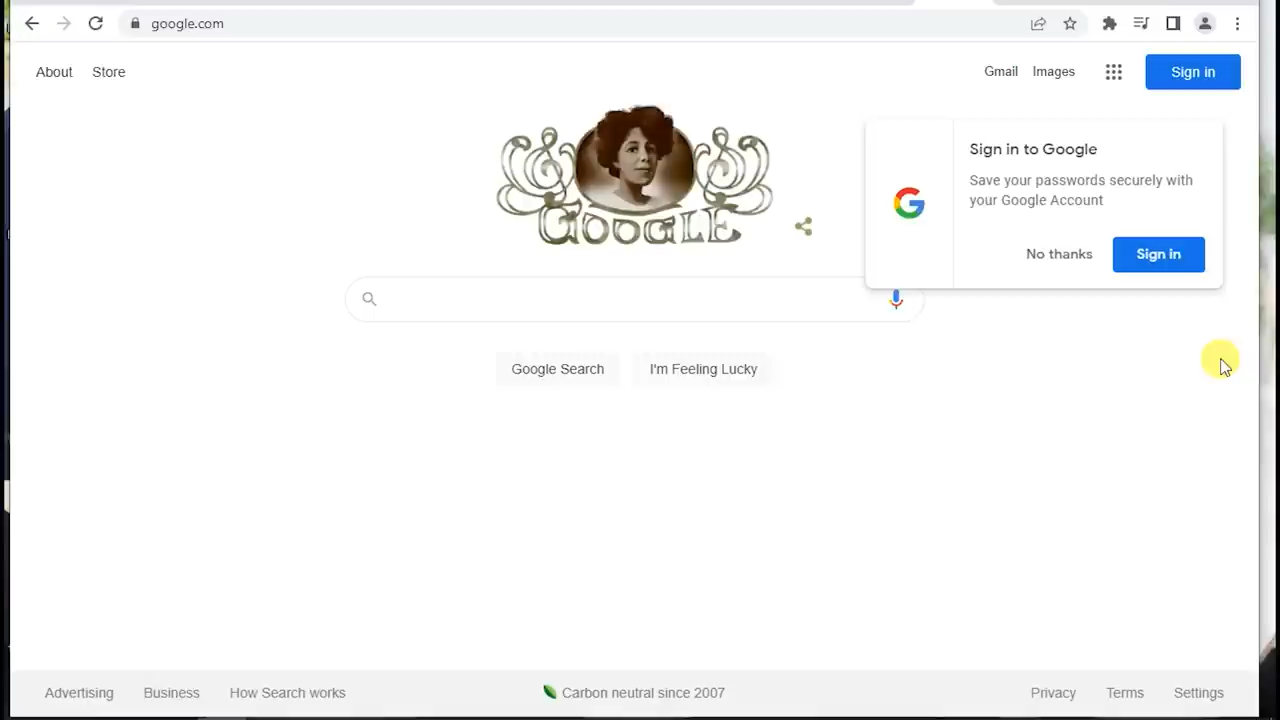 google.com
About Store Gmail Images Sign in
GOOGLE
Sign in to Google
Save your passwords securely with
your Google Account
No thanks Sign in
Google Search I'm Feeling Lucky
Advertising Business How Search works Carbon neutral since 2007 Privacy Terms Settings